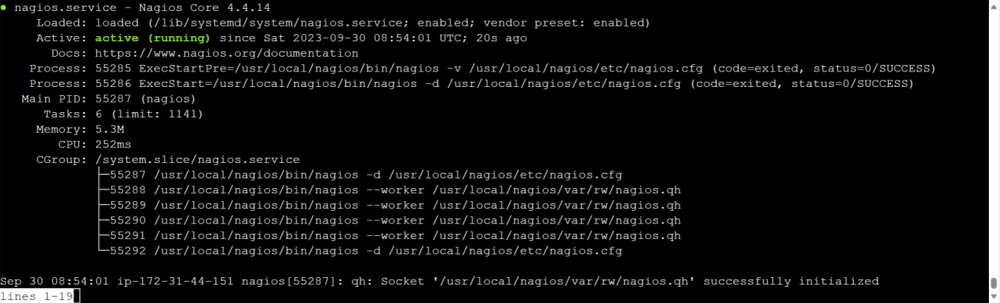 ● nagios.service - Nagios Core 4.4.14
     Loaded: loaded (/lib/systemd/system/nagios.service; enabled; vendor preset: enabled)
     Active: active (running) since Sat 2023-09-30 08:54:01 UTC; 20s ago
       Docs: https://www.nagios.org/documentation
    Process: 55285 ExecStartPre=/usr/local/nagios/bin/nagios -v /usr/local/nagios/etc/nagios.cfg (code=exited, status=0/SUCCESS)
    Process: 55286 ExecStart=/usr/local/nagios/bin/nagios -d /usr/local/nagios/etc/nagios.cfg (code=exited, status=0/SUCCESS)
   Main PID: 55287 (nagios)
      Tasks: 6 (limit: 1141)
     Memory: 5.3M
        CPU: 252ms
     CGroup: /system.slice/nagios.service
             ├─55287 /usr/local/nagios/bin/nagios -d /usr/local/nagios/etc/nagios.cfg
             ├─55288 /usr/local/nagios/bin/nagios --worker /usr/local/nagios/var/rw/nagios.qh
             ├─55289 /usr/local/nagios/bin/nagios --worker /usr/local/nagios/var/rw/nagios.qh
             ├─55290 /usr/local/nagios/bin/nagios --worker /usr/local/nagios/var/rw/nagios.qh
             ├─55291 /usr/local/nagios/bin/nagios --worker /usr/local/nagios/var/rw/nagios.qh
             └─55292 /usr/local/nagios/bin/nagios -d /usr/local/nagios/etc/nagios.cfg
Sep 30 08:54:01 ip-172-31-44-151 nagios[55287]: qh: Socket '/usr/local/nagios/var/rw/nagios.qh' successfully initialized
lines 1-19